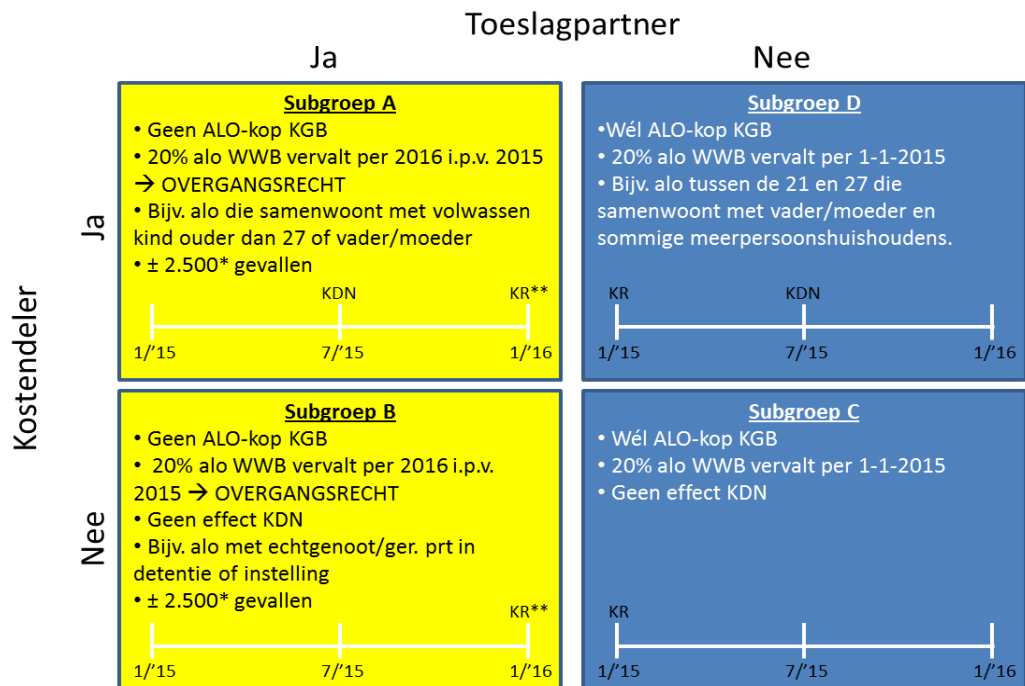 Toeslagpartner
Ja
Nee
Kostendeler
Ja
Subgroep A
• Geen ALO-kop KGB
• 20% alo WWB vervalt per 2016 i.p.v. 2015
→ OVERGANGSRECHT
• Bijv. alo die samenwoont met volwassen
kind ouder dan 27 of vader/moeder
• ± 2.500* gevallen
KDN
KR**
1/'15
7/'15
1/'16
Subgroep D
•Wél ALO-kop KGB
• 20% alo WWB vervalt per 1-1-2015
• Bijv. alo tussen de 21 en 27 die
samenwoont met vader/moeder en
sommige meerpersoonshuishoudens.
KR
KDN
1/'15
7/'15
1/'16
Nee
Subgroep B
• Geen ALO-kop KGB
• 20% alo WWB vervalt per 2016 i.p.v.
2015 → OVERGANGSRECHT
• Geen effect KDN
• Bijv. alo met echtgenoot/ger. prt in
detentie of instelling
• ± 2.500* gevallen
KR**
1/'15
7/'15
1/'16
Subgroep C
• Wél ALO-kop KGB
• 20% alo WWB vervalt per 1-1-2015
• Geen effect KDN
KR
1/'15
7/'15
1/'16